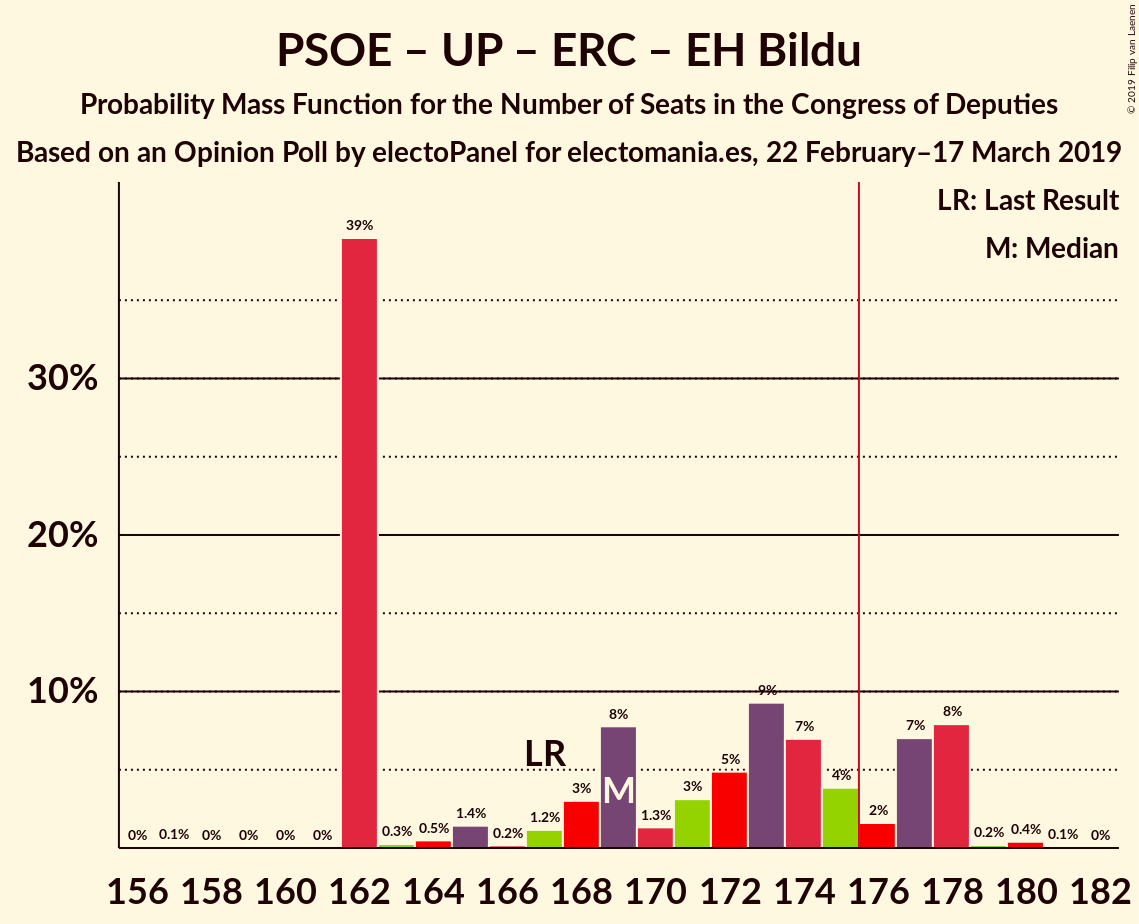 PSOE – UP – ERC – EH Bildu
Probability Mass Function for the Number of Seats in the Congress of Deputies
Based on an Opinion Poll by electoPanel for electomania.es, 22 February–17 March 2019
© 2019 Filip van Laenen
LR: Last Result
M: Median
30%
20%
10%
0% 0.1% 0% 0% 0% 0% 39% 0.3% 0.5% 1.4% 0.2% 1.2% 3% 8% 1.3% 3% 5% 9% 7% 4% 2% 7% 8% 0.2% 0.4% 0.1% 0%
LR
M
156 158 160 162 164 166 168 170 172 174 176 178 180 182